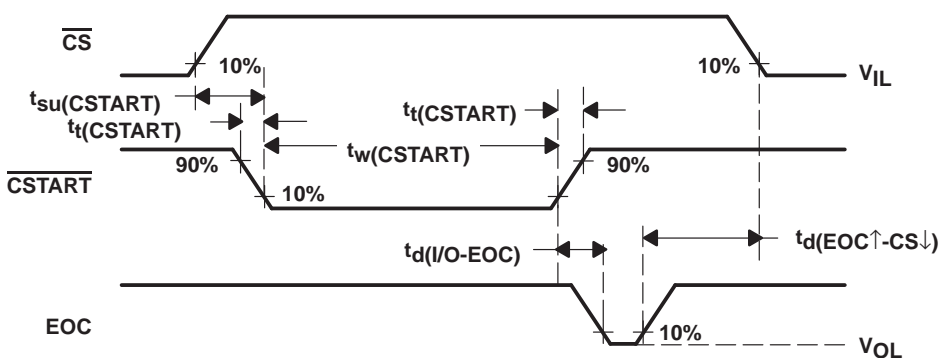 CS
10%
10%
VIL
tsu(CSTART)
tt(CSTART)
tt(CSTART)
tw(CSTART)
90%
90%
CSTART
10%
td(I/O-EOC)
td(EOC↑-CS↓)
EOC
10%
VOL